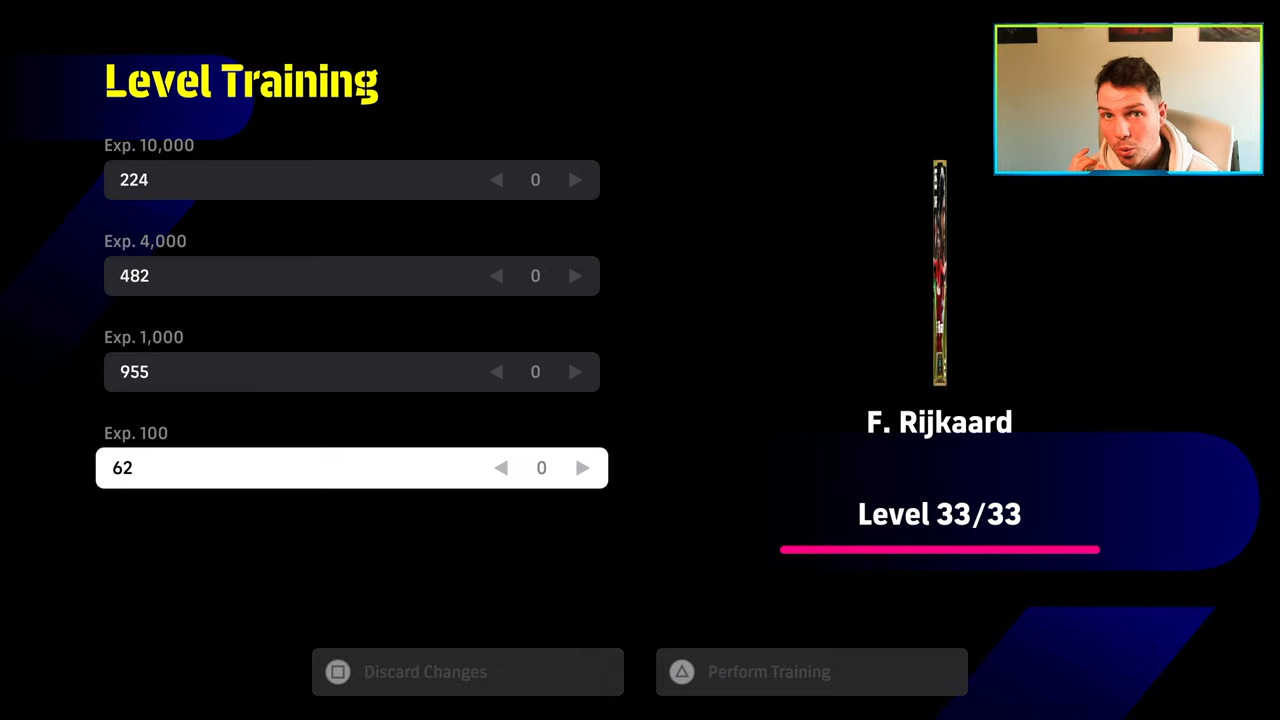 Level Training
Exp. 10,000
224
0
Exp. 4,000
482
0
Exp. 1,000
955
0
Exp. 100
62
0
F. Rijkaard
Level 33/33
Discard Changes
Perform Training